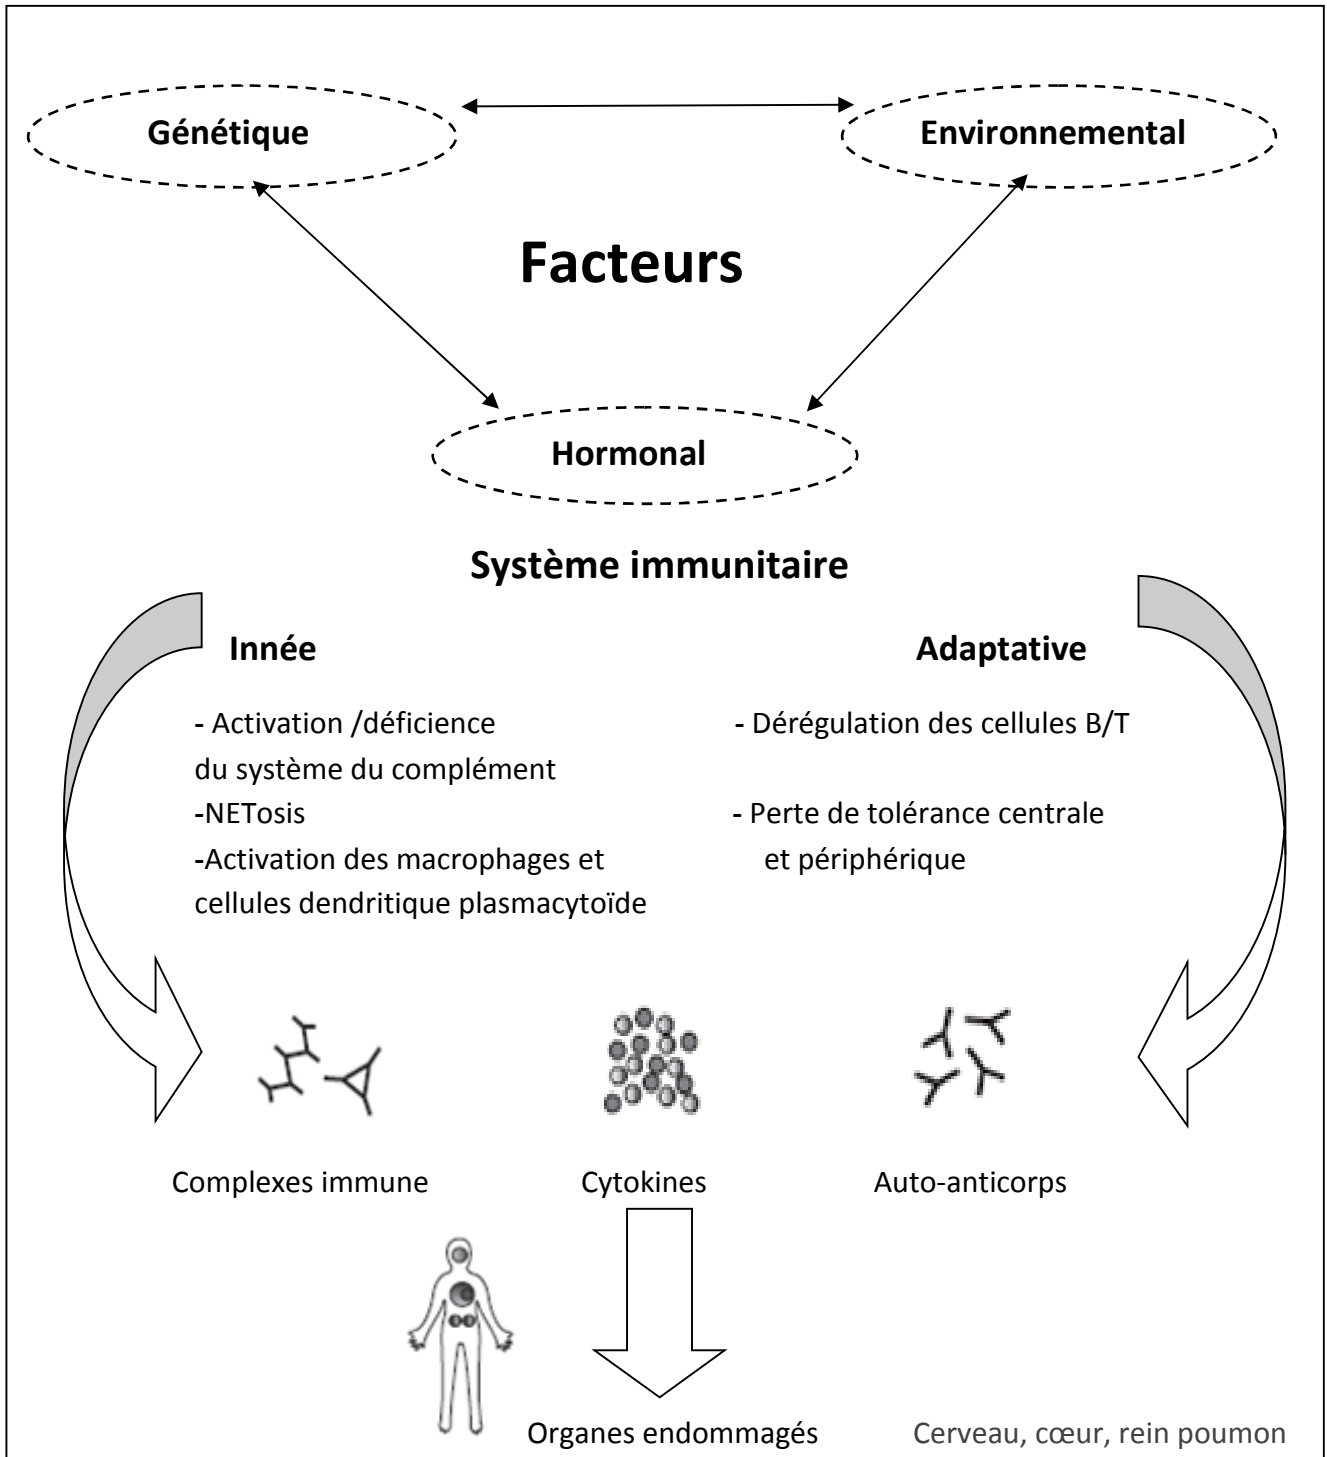 Génétique
Environnemental
Facteurs
Hormonal
Système immunitaire
Innée
- Activation /déficience
du système du complément
-NETosis
-Activation des macrophages et
cellules dendritique plasmacytoïde
Adaptative
- Dérégulation des cellules B/T
- Perte de tolérance centrale
et périphérique
Complexes immune
Cytokines
Auto-anticorps
Organes endommagés
Cerveau, cœur, rein poumon